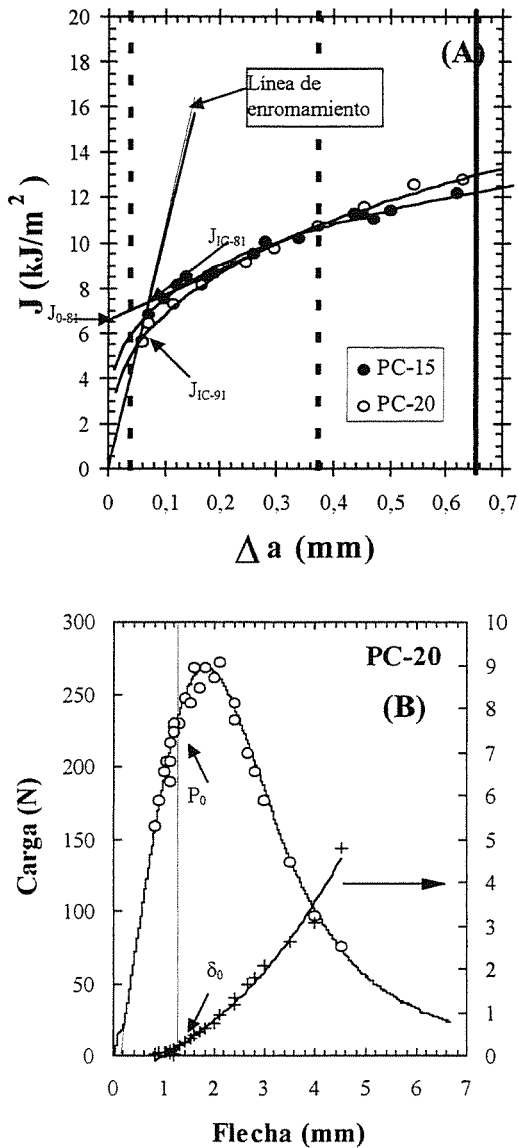 20
(A)
18
Línea de
enromamiento
16
14
12
J (kJ/m²)
J_IC-81
10
8
J_0-81
6
J_IC-91
PC-15
PC-20
4
2
0
0
0,1
0,2
0,3
0,4
0,5
0,6
0,7
Δ a (mm)
300
10
PC-20
(B)
250
9
8
200
7
P₀
6
Carga (N)
150
5
4
100
3
δ₀
2
50
1
0
0
0
1
2
3
4
5
6
7
Flecha (mm)